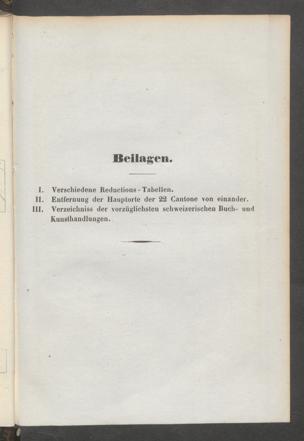 Beilagen.
I. Verschiedene Reductions-Tabellen.
II. Entfernung der Hauptorte der 22 Cantone von einander.
III. Verzeichniss der vorzüglichsten schweizerischen Buch- und
Kunsthandlungen.